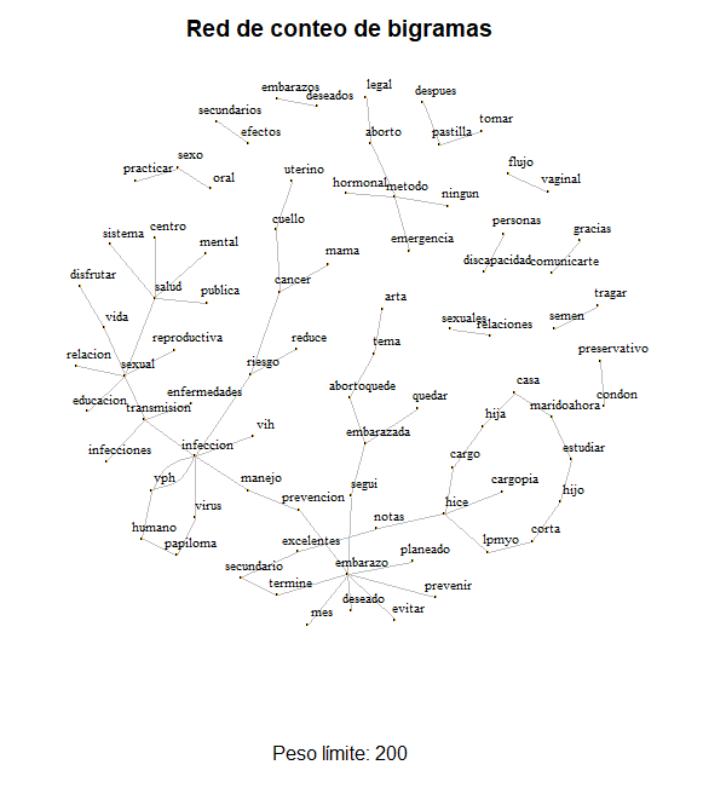 Red de conteo de bigramas
embarazos
deseados
legal
despues
secundarios
efectos
aborto
pastilla
tomar
practicar
sexo
oral
uterino
hormonal
metodo
ningun
flujo
vaginal
cuello
emergencia
personas
discapacidad
gracias
comunicarte
sistema
centro
mental
mama
disfrutar
salud
publica
cancer
arta
tragar
vida
sexuales
relaciones
semen
reproductiva
reduce
tema
preservativo
relacion
sexual
riesgo
casa
enfermedades
abortoquede
quedar
condon
educacion
transmision
hija
maridoahora
infecciones
infeccion
vih
embarazada
cargo
estudiar
vph
manejo
segui
cargopia
hijo
virus
prevencion
hice
humano
notas
corta
papiloma
excelentes
planeado
lpmyo
secundario
embarazo
termine
deseado
prevenir
mes
evitar
Peso límite: 200